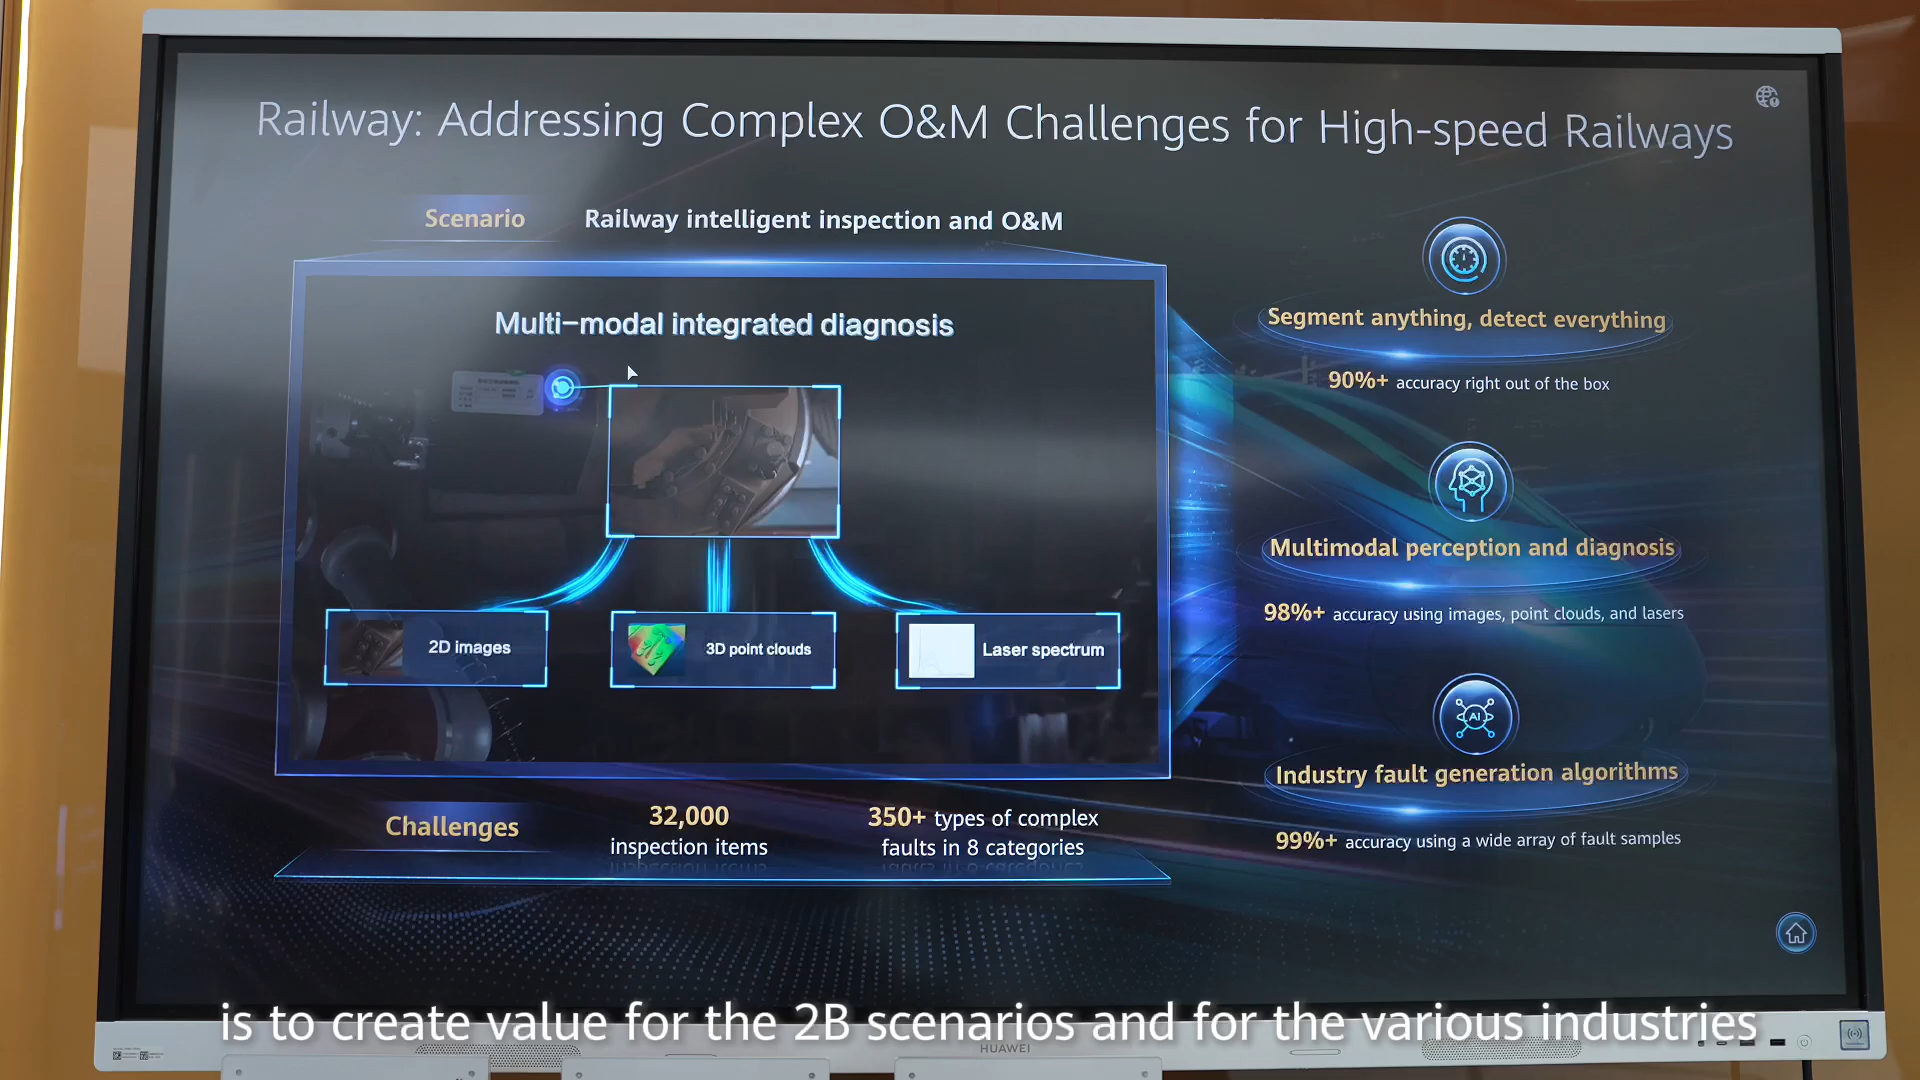 Railway: Addressing Complex O&M Challenges for High-speed Railways
Scenario
Railway intelligent inspection and O&M
Multi-modal integrated diagnosis
2D images
3D point clouds
Laser spectrum
Challenges
32,000
inspection items
350+ types of complex
faults in 8 categories
Segment anything, detect everything
90%+ accuracy right out of the box
Multimodal perception and diagnosis
98%+ accuracy using images, point clouds, and lasers
AI
Industry fault generation algorithms
99%+ accuracy using a wide array of fault samples
is to create value for the 2B scenarios and for the various industries
HUAWEI